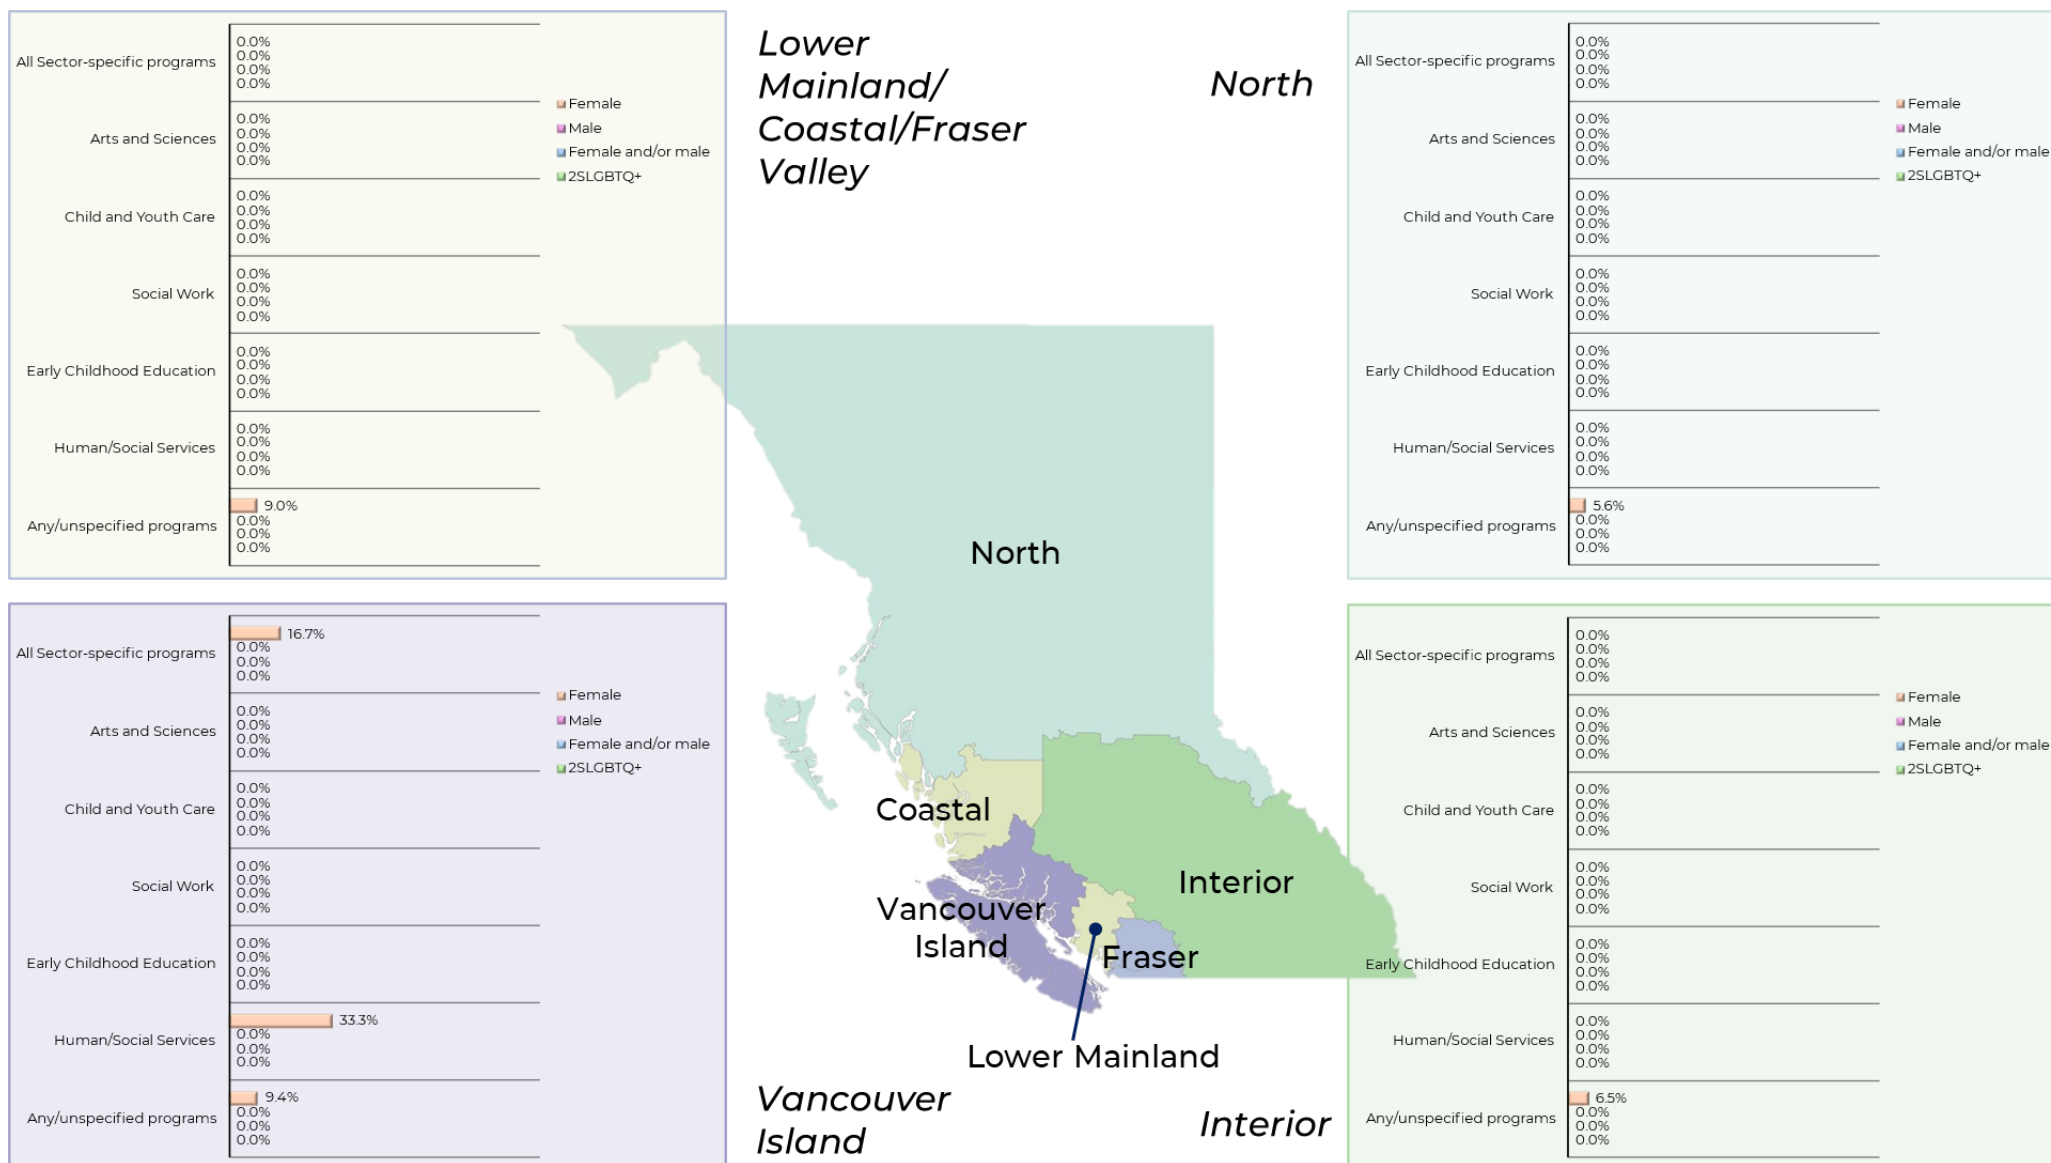 All Sector-specific programs
0.0%
0.0%
0.0%
0.0%
Arts and Sciences
0.0%
0.0%
0.0%
0.0%
Child and Youth Care
0.0%
0.0%
0.0%
0.0%
Social Work
0.0%
0.0%
0.0%
0.0%
Early Childhood Education
0.0%
0.0%
0.0%
0.0%
Human/Social Services
0.0%
0.0%
0.0%
0.0%
Any/unspecified programs
9.0%
0.0%
0.0%
0.0%
Female
Male
Female and/or male
2SLGBTQ+
Lower
Mainland/
Coastal/Fraser
Valley
North
All Sector-specific programs
0.0%
0.0%
0.0%
0.0%
Arts and Sciences
0.0%
0.0%
0.0%
0.0%
Child and Youth Care
0.0%
0.0%
0.0%
0.0%
Social Work
0.0%
0.0%
0.0%
0.0%
Early Childhood Education
0.0%
0.0%
0.0%
0.0%
Human/Social Services
0.0%
0.0%
0.0%
0.0%
Any/unspecified programs
5.6%
0.0%
0.0%
0.0%
Female
Male
Female and/or male
2SLGBTQ+
North
Coastal
Vancouver
Island
Interior
Fraser
Lower Mainland
All Sector-specific programs
16.7%
0.0%
0.0%
0.0%
Arts and Sciences
0.0%
0.0%
0.0%
0.0%
Child and Youth Care
0.0%
0.0%
0.0%
0.0%
Social Work
0.0%
0.0%
0.0%
0.0%
Early Childhood Education
0.0%
0.0%
0.0%
0.0%
Human/Social Services
33.3%
0.0%
0.0%
0.0%
Any/unspecified programs
9.4%
0.0%
0.0%
0.0%
Female
Male
Female and/or male
2SLGBTQ+
Vancouver
Island
Interior
All Sector-specific programs
0.0%
0.0%
0.0%
0.0%
Arts and Sciences
0.0%
0.0%
0.0%
0.0%
Child and Youth Care
0.0%
0.0%
0.0%
0.0%
Social Work
0.0%
0.0%
0.0%
0.0%
Early Childhood Education
0.0%
0.0%
0.0%
0.0%
Human/Social Services
0.0%
0.0%
0.0%
0.0%
Any/unspecified programs
6.5%
0.0%
0.0%
0.0%
Female
Male
Female and/or male
2SLGBTQ+